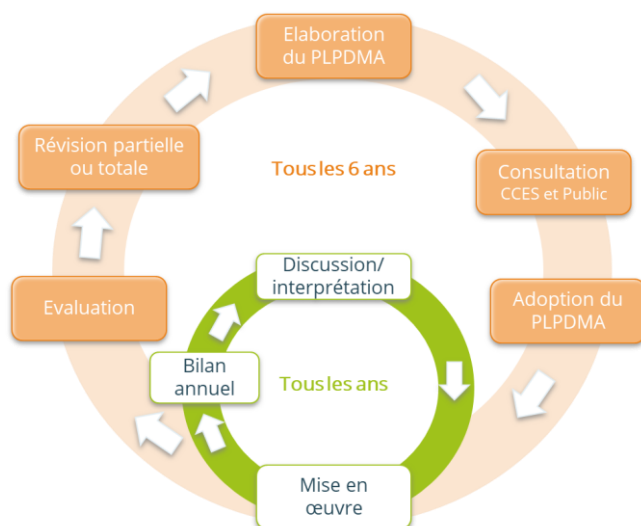 Elaboration
du PLPDMA
Révision partielle
ou totale
Tous les 6 ans
Consultation
CCES et Public
Discussion/
interprétation
Evaluation
Adoption du
PLPDMA
Bilan
annuel
Tous les ans
Mise en
œuvre